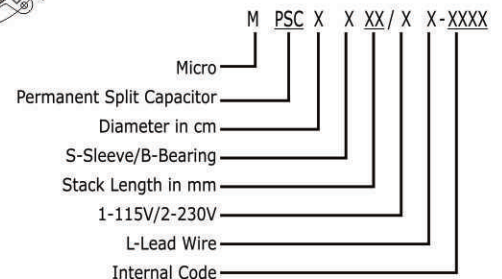 M PSC X X XX/X X-XXXX
Micro
Permanent Split Capacitor
Diameter in cm
S-Sleeve/B-Bearing
Stack Length in mm
1-115V/2-230V
L-Lead Wire
Internal Code